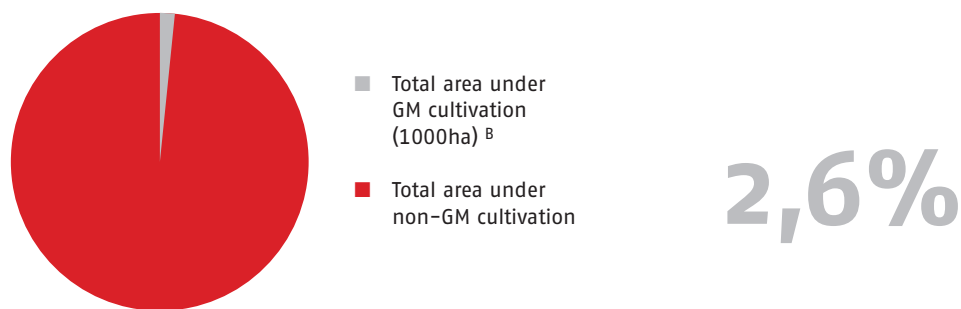 Total area under
GM cultivation
(1000ha) B
Total area under
non-GM cultivation
2,6%